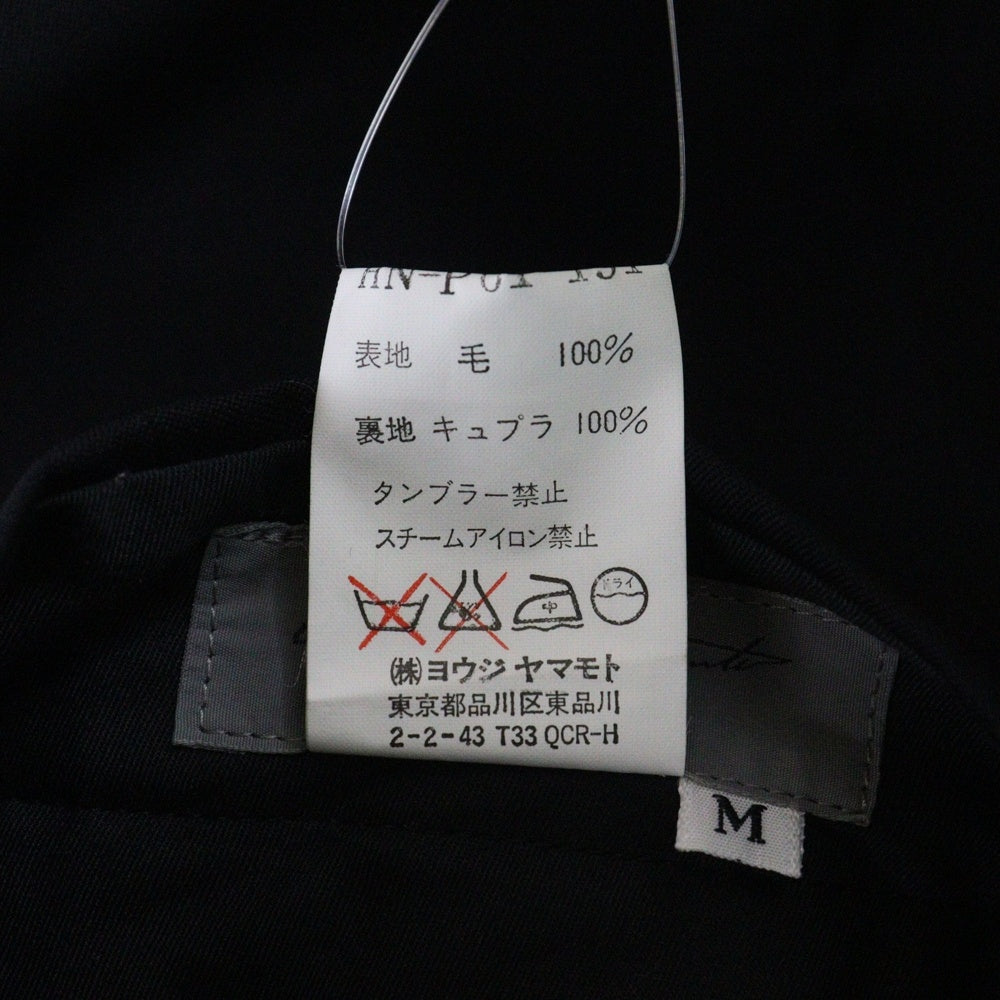 表地 毛 100%
裏地 キュプラ 100%
タンブラー禁止
スチームアイロン禁止
中
ドライ
(株)ヨウジ ヤマモト
東京都品川区東品川
2-2-43 T33 QCR-H
M